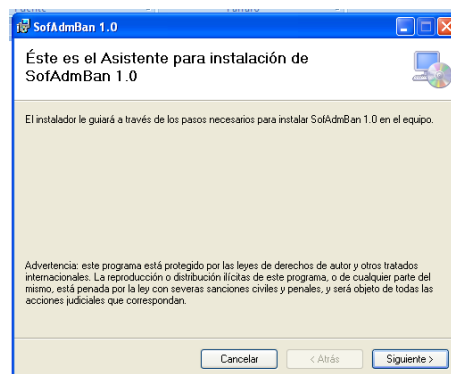 SofAdmBan 1.0
Éste es el Asistente para instalación de
SofAdmBan 1.0
El instalador le guiará a través de los pasos necesarios para instalar SofAdmBan 1.0 en el equipo.
Advertencia: este programa está protegido por las leyes de derechos de autor y otros tratados
internacionales. La reproducción o distribución ilícitas de este programa, o de cualquier parte del
mismo, está penada por la ley con severas sanciones civiles y penales, y será objeto de todas las
acciones judiciales que correspondan.
Cancelar < Atrás Siguiente >